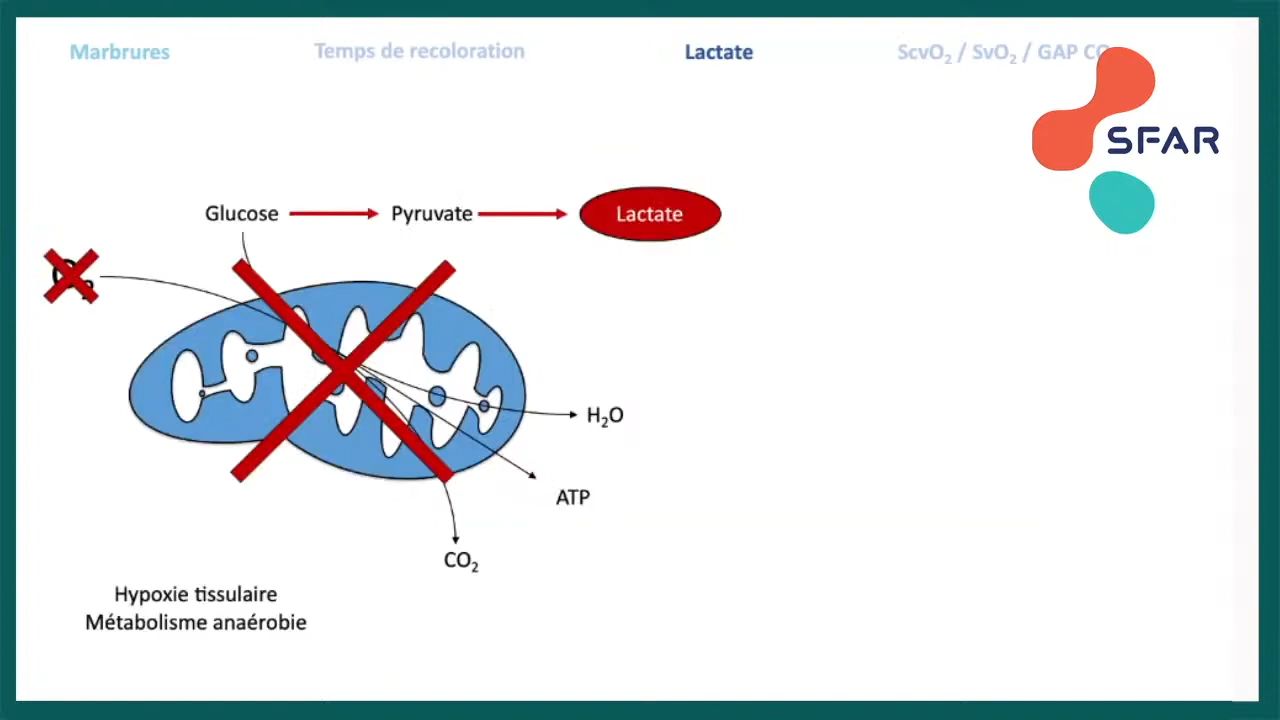 Marbrures
Temps de recoloration
Lactate
ScvO₂ / SvO₂ / GAP
SFAR
Glucose
Pyruvate
Lactate
H₂O
ATP
CO₂
Hypoxie tissulaire
Métabolisme anaérobie